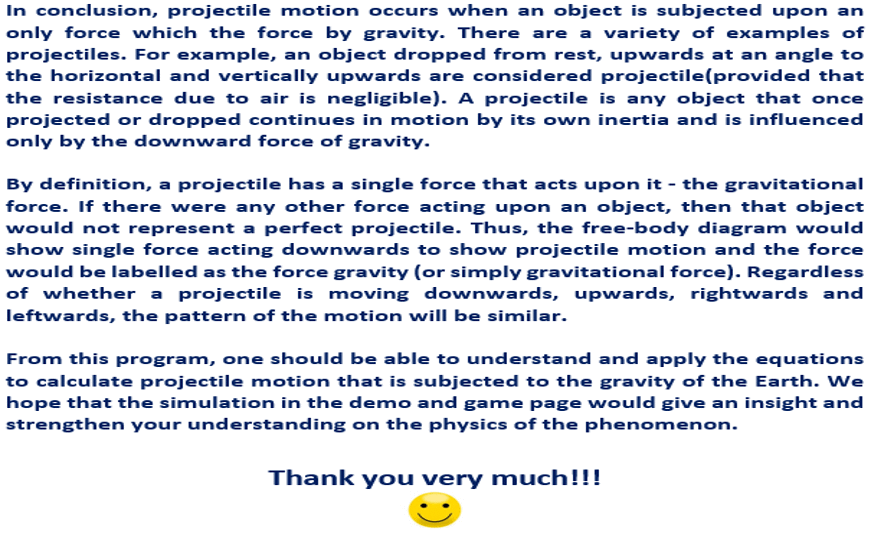 In conclusion, projectile motion occurs when an object is subjected upon an
only force which the force by gravity. There are a variety of examples of
projectiles. For example, an object dropped from rest, upwards at an angle to
the horizontal and vertically upwards are considered projectile(provided that
the resistance due to air is negligible). A projectile is any object that once
projected or dropped continues in motion by its own inertia and is influenced
only by the downward force of gravity.
By definition, a projectile has a single force that acts upon it - the gravitational
force. If there were any other force acting upon an object, then that object
would not represent a perfect projectile. Thus, the free-body diagram would
show single force acting downwards to show projectile motion and the force
would be labelled as the force gravity (or simply gravitational force). Regardless
of whether a projectile is moving downwards, upwards, rightwards and
leftwards, the pattern of the motion will be similar.
From this program, one should be able to understand and apply the equations
to calculate projectile motion that is subjected to the gravity of the Earth. We
hope that the simulation in the demo and game page would give an insight and
strengthen your understanding on the physics of the phenomenon.
Thank you very much!!!